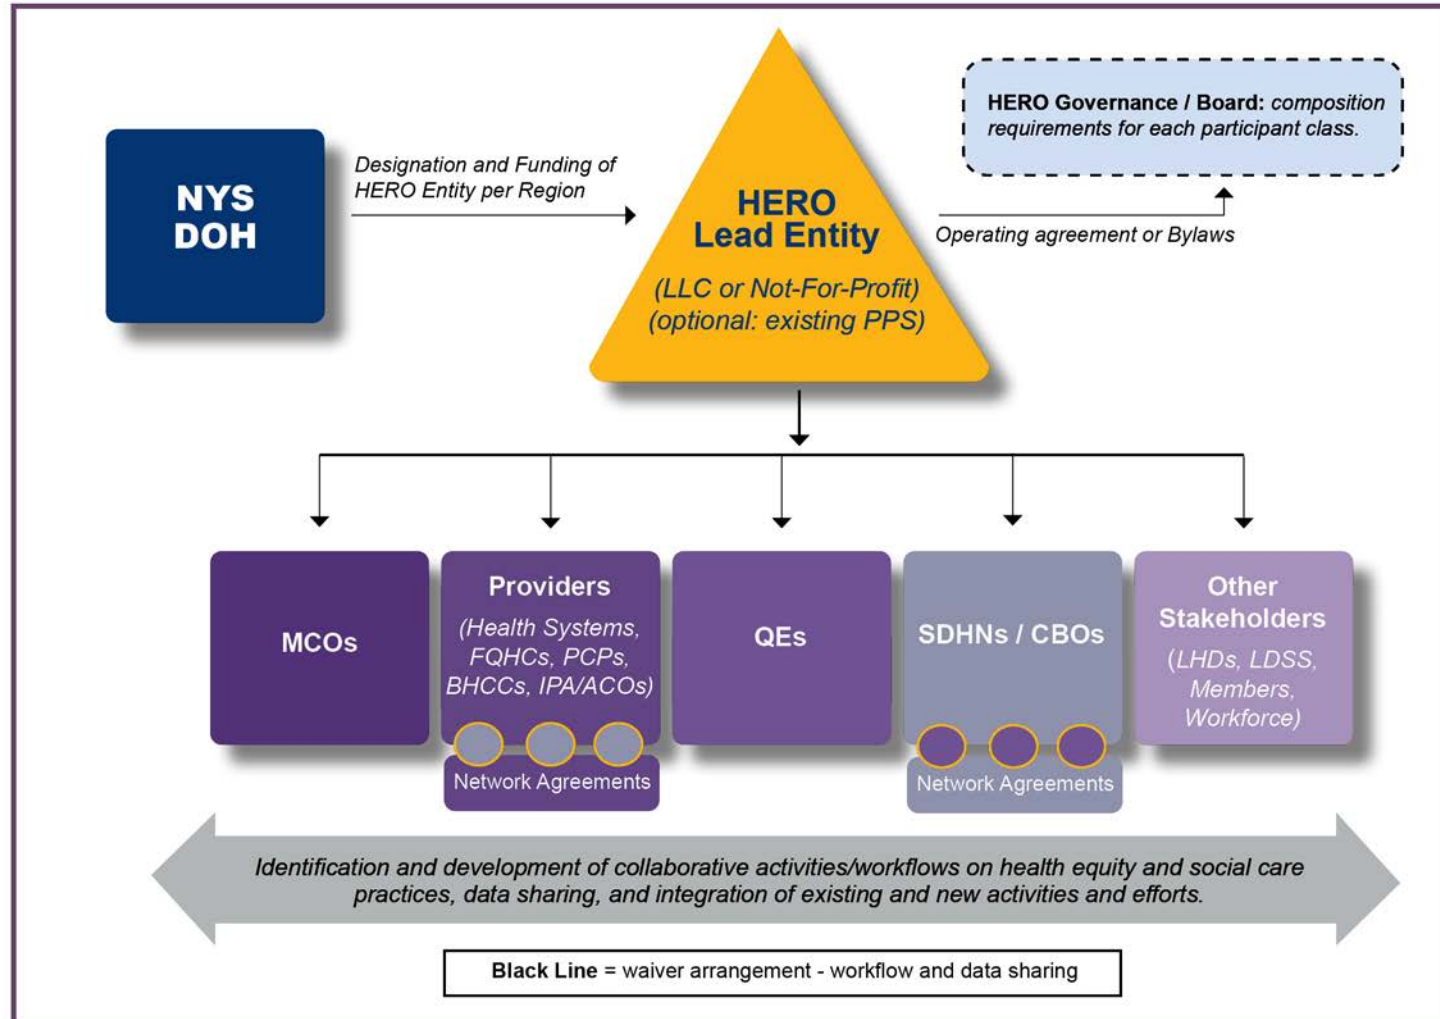 NYS
DOH
Designation and Funding of
HERO Entity per Region
HERO
Lead Entity
(LLC or Not-For-Profit)
(optional: existing PPS)
HERO Governance / Board: composition
requirements for each participant class.
Operating agreement or Bylaws
MCOs
Providers
(Health Systems,
FQHCs, PCPs,
BHCCs, IPA/ACOs)
Network Agreements
QEs
SDHNs / CBOs
Network Agreements
Other
Stakeholders
(LHDs, LDSS,
Members,
Workforce)
Identification and development of collaborative activities/workflows on health equity and social care
practices, data sharing, and integration of existing and new activities and efforts.
Black Line = waiver arrangement - workflow and data sharing